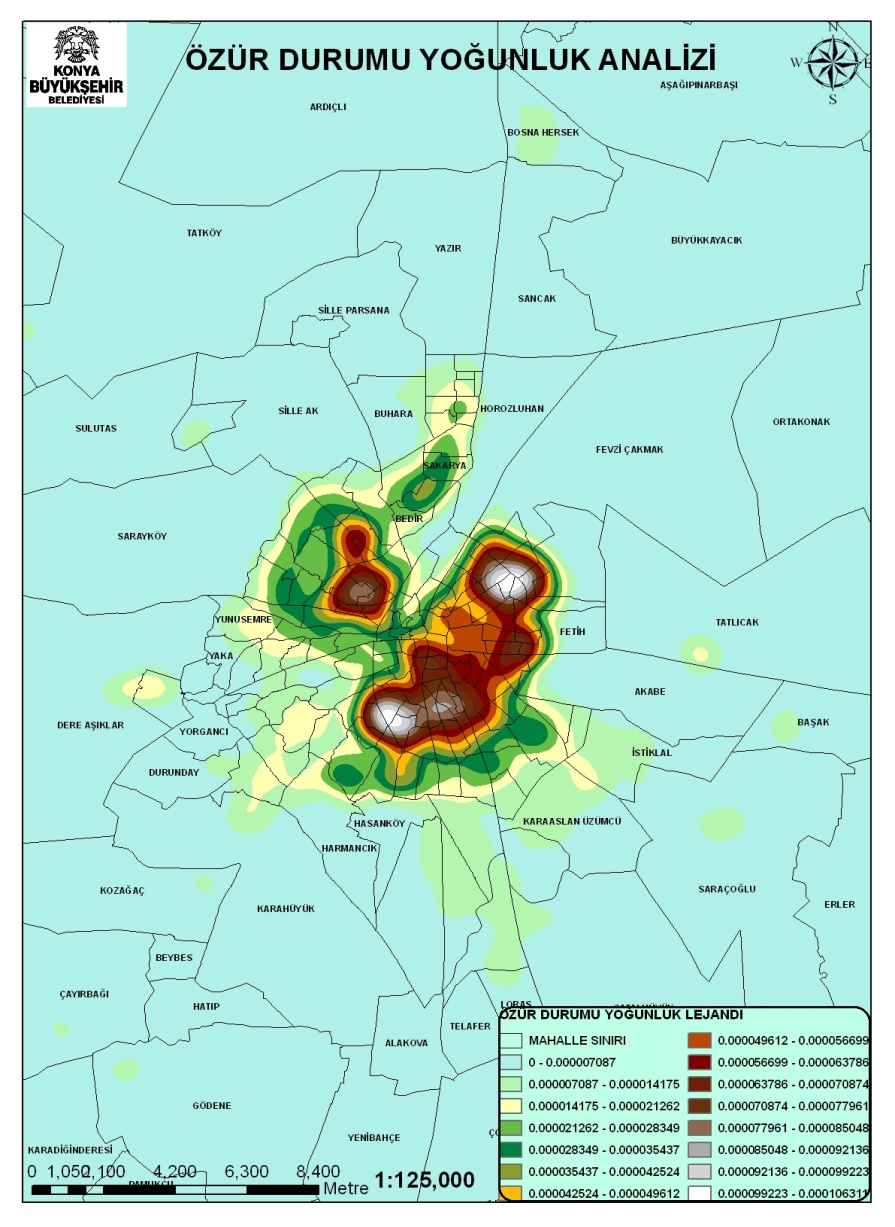 KONYA
BÜYÜKŞEHİR
BELEDİYESİ
ÖZÜR DURUMU YOĞUNLUK ANALİZİ
N
W
E
S
AŞAĞIPINARBAŞI
ARDIÇLI
BOSNA HERSEK
TATKÖY
BÜYÜKKAYACIK
YAZIR
SANCAK
SİLLE PARSANA
SİLLE AK
BUHARA
HOROZLUHAN
ORTAKONAK
SULUTAS
FEVZİ ÇAKMAK
SAKARYA
BEDİR
SARAYKÖY
YUNUSEMRE
TATLICAK
FETİH
YAKA
AKABE
DERE AŞIKLAR
BAŞAK
YORGANCI
İSTİKLAL
DURUNDAY
HASANKÖY
KARAASLAN ÜZÜMCÜ
HARMANCIK
KOZAĞAÇ
SARAÇOĞLU
ERLER
KARAHÜYÜK
BEYBES
ÇAYIRBAĞI
HATIP
LORAS
TELAFER
ALAKOVA
GÖDENE
YENİBAHÇE
KARADİĞİNDERESİ
PAMUKÇU
ÖZÜR DURUMU YOĞUNLUK LEJANDI
MAHALLE SINIRI
0 - 0.000007087
0.000007087 - 0.000014175
0.000014175 - 0.000021262
0.000021262 - 0.000028349
0.000028349 - 0.000035437
0.000035437 - 0.000042524
0.000042524 - 0.000049612
0.000049612 - 0.000056699
0.000056699 - 0.000063786
0.000063786 - 0.000070874
0.000070874 - 0.000077961
0.000077961 - 0.000085048
0.000085048 - 0.000092136
0.000092136 - 0.000099223
0.000099223 - 0.000106311
0 1,050 2,100 4,200 6,300 8,400
Metre
1:125,000